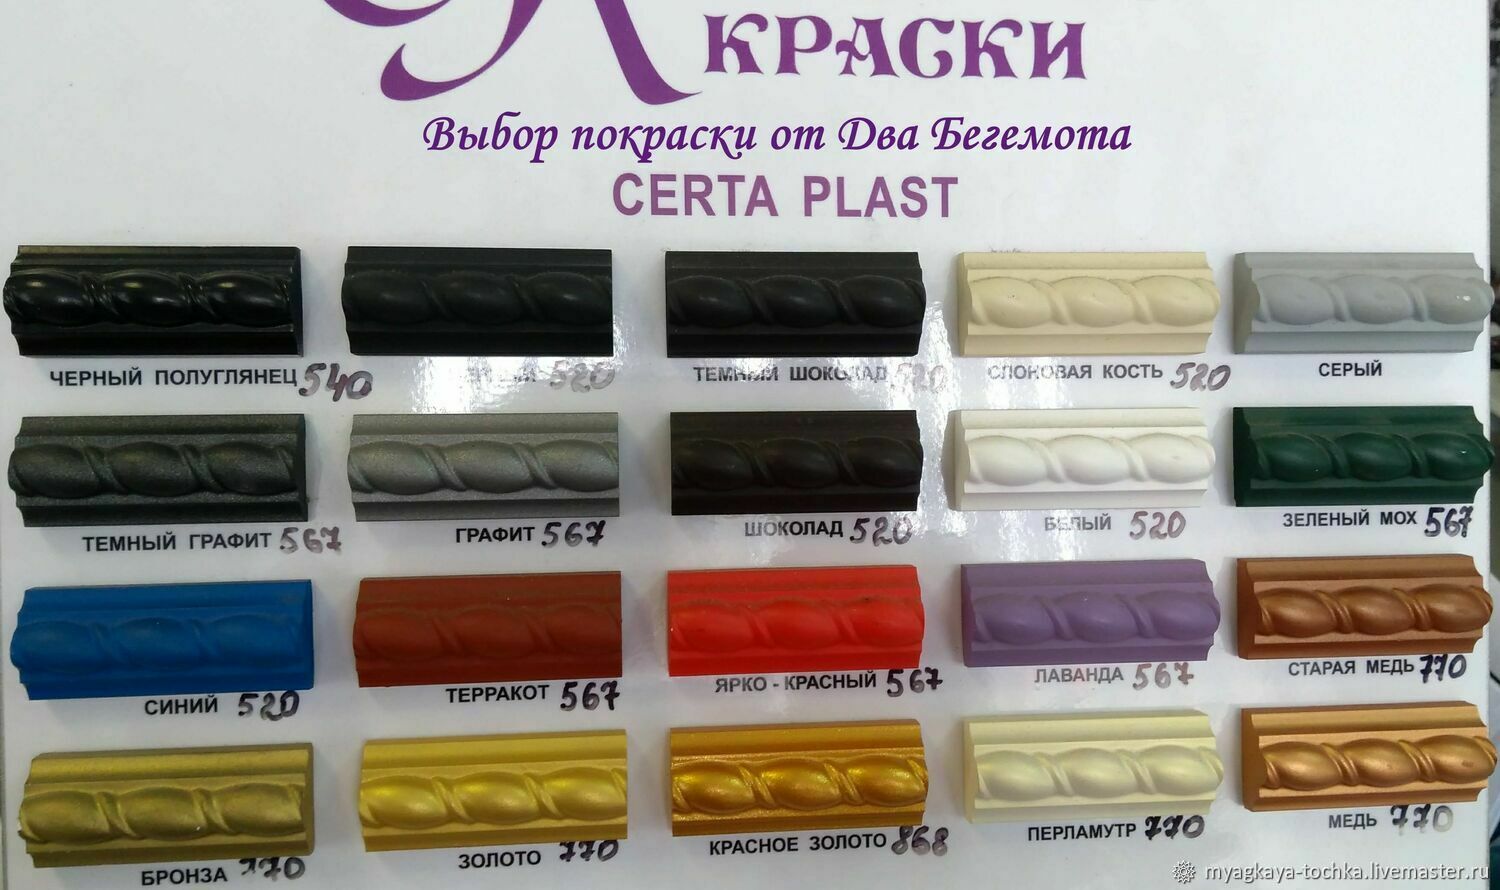 КРАСКИ
Выбор покраски от Два Бегемота
CERTA PLAST
ЧЕРНЫЙ ПОЛУГЛЯНЕЦ 540
520
ТЕМНЫЙ ШОКОЛАД 520
СЛОНОВАЯ КОСТЬ 520
СЕРЫЙ
ТЕМНЫЙ ГРАФИТ 567
ГРАФИТ 567
ШОКОЛАД 520
БЕЛЫЙ 520
ЗЕЛЕНЫЙ МОХ 567
СИНИЙ 520
ТЕРРАКОТ 567
ЯРКО - КРАСНЫЙ 567
ЛАВАНДА 567
СТАРАЯ МЕДЬ 770
БРОНЗА 770
ЗОЛОТО 770
КРАСНОЕ ЗОЛОТО 868
ПЕРЛАМУТР 770
МЕДЬ 770
myagkaya-tochka.livemaster.ru